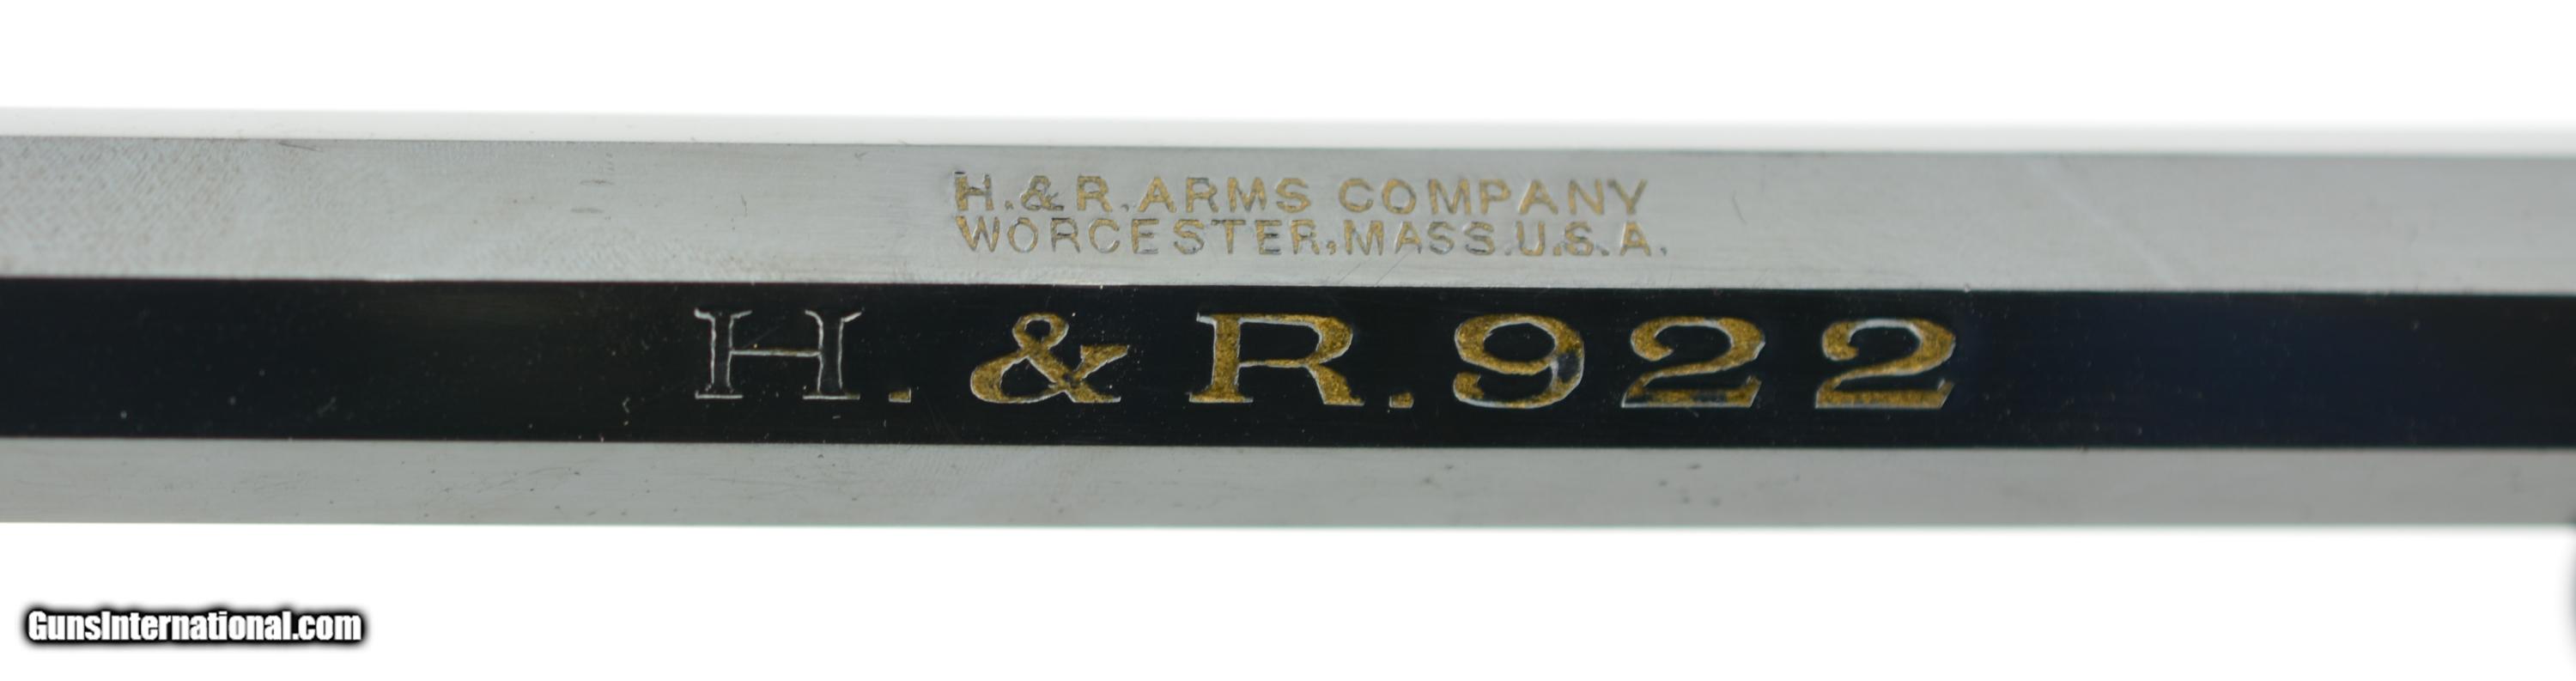 H.&R.ARMS COMPANY
WORCESTER,MASS.U.S.A.
H.&R.922
GunsInternational.com